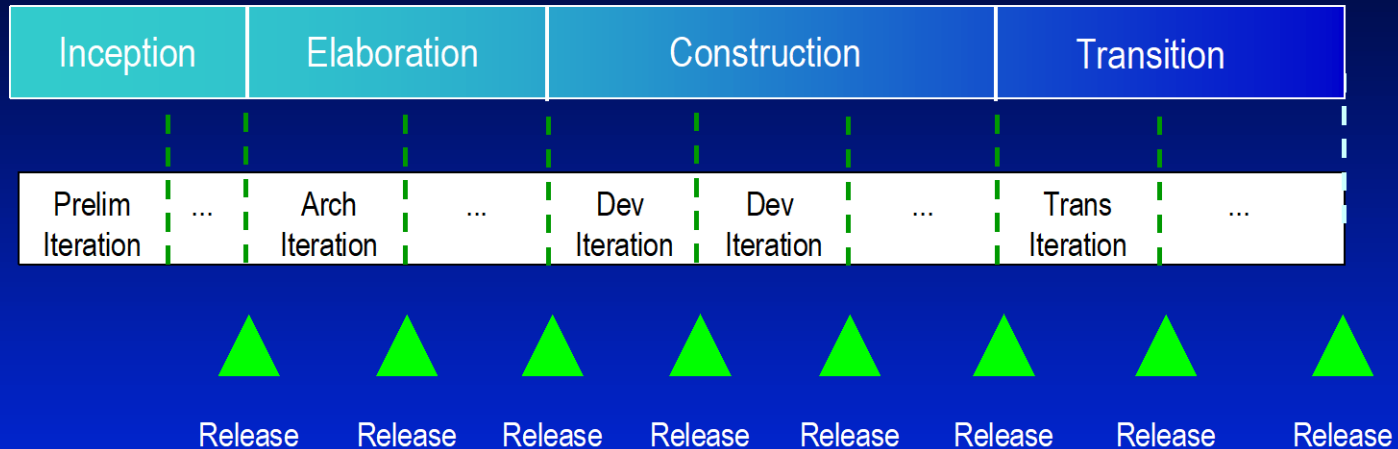 Inception Elaboration Construction Transition
Prelim ... Arch ... Dev Dev ... Trans ...
Iteration Iteration Iteration Iteration Iteration
Release Release Release Release Release Release Release Release